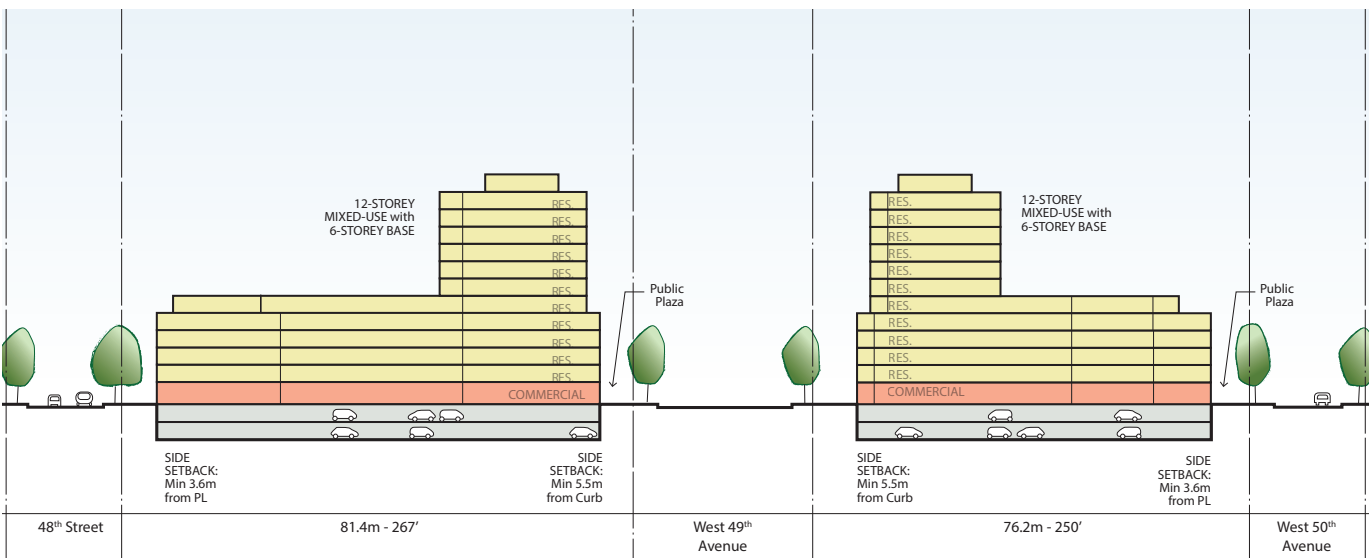 12-STOREY
MIXED-USE with
6-STOREY BASE
RES.
RES.
RES.
RES.
RES.
RES.
RES.
RES.
RES.
RES.
RES.
COMMERCIAL
Public
Plaza
RES.
RES.
RES.
RES.
RES.
RES.
RES.
RES.
RES.
RES.
RES.
COMMERCIAL
12-STOREY
MIXED-USE with
6-STOREY BASE
Public
Plaza
SIDE
SETBACK:
Min 3.6m
from PL
SIDE
SETBACK:
Min 5.5m
from Curb
SIDE
SETBACK:
Min 5.5m
from Curb
SIDE
SETBACK:
Min 3.6m
from PL
48th Street
81.4m - 267′
West 49th
Avenue
76.2m - 250′
West 50th
Avenue